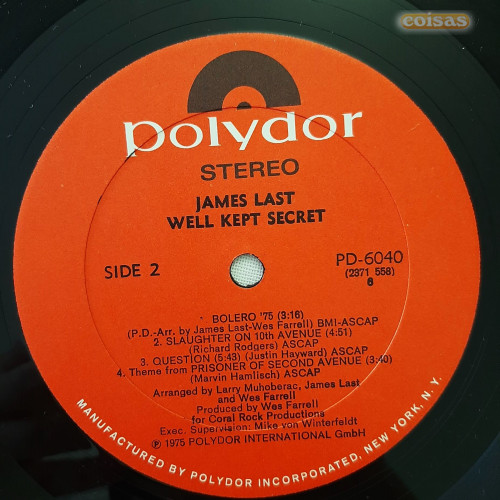 coisas
polydor
STEREO
JAMES LAST
WELL KEPT SECRET
SIDE 2
PD-6040
(2371 558)
6
BOLERO '75 (3:16)
(P.D.-Arr. by James Last-Wes Farrell) BMI-ASCAP
2. SLAUGHTER ON 10th AVENUE (4:51)
(Richard Rodgers) ASCAP
3. QUESTION (5:43) (Justin Hayward) ASCAP
4. Theme from PRISONER OF SECOND AVENUE (3:40)
(Marvin Hamlisch) ASCAP
Arranged by Larry Muhoberac, James Last
and Wes Farrell
Produced by Wes Farrell
for Coral Rock Productions
Exec. Supervision: Mike von Winterfeldt
℗ 1975 POLYDOR INTERNATIONAL GmbH
MANUFACTURED BY POLYDOR INCORPORATED, NEW YORK, N.Y.